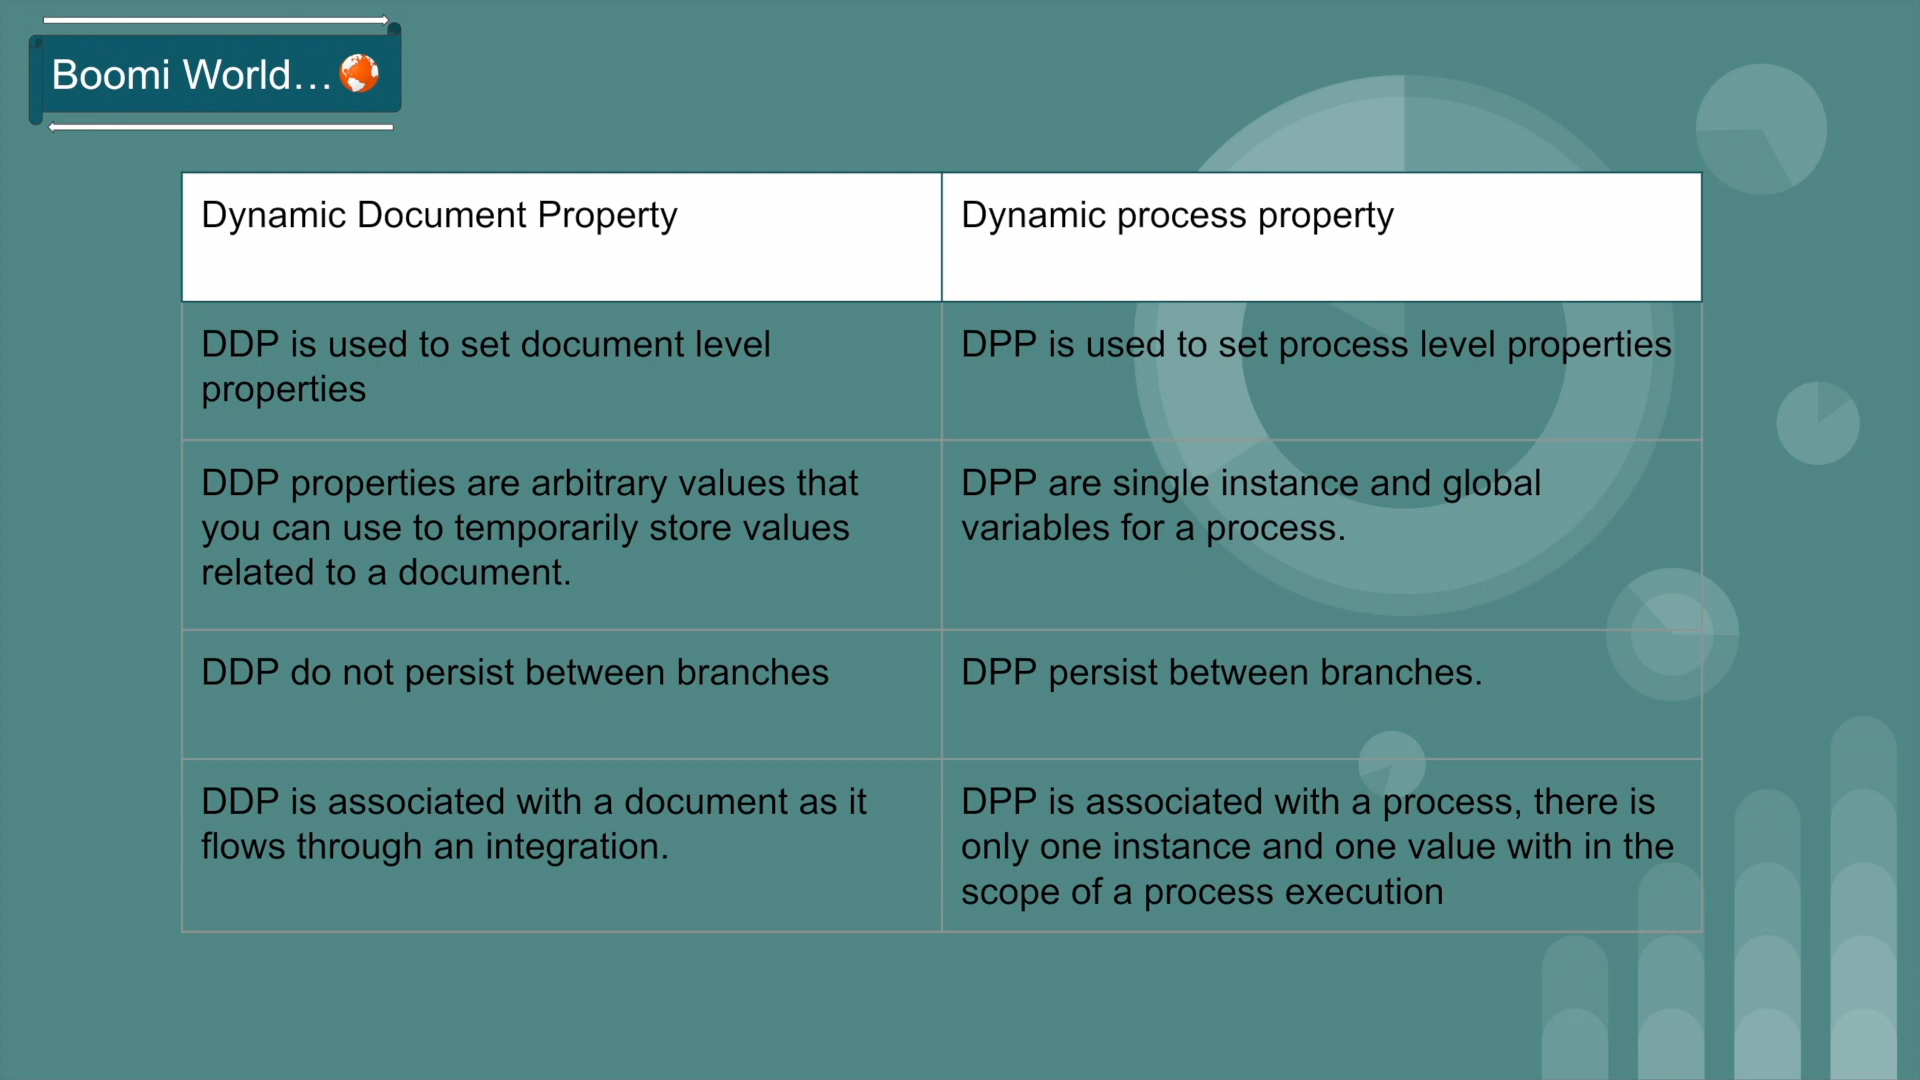 Boomi World...
Dynamic Document Property
Dynamic process property
DDP is used to set document level
properties
DPP is used to set process level properties
DDP properties are arbitrary values that
you can use to temporarily store values
related to a document.
DPP are single instance and global
variables for a process.
DDP do not persist between branches
DPP persist between branches.
DDP is associated with a document as it
flows through an integration.
DPP is associated with a process, there is
only one instance and one value with in the
scope of a process execution